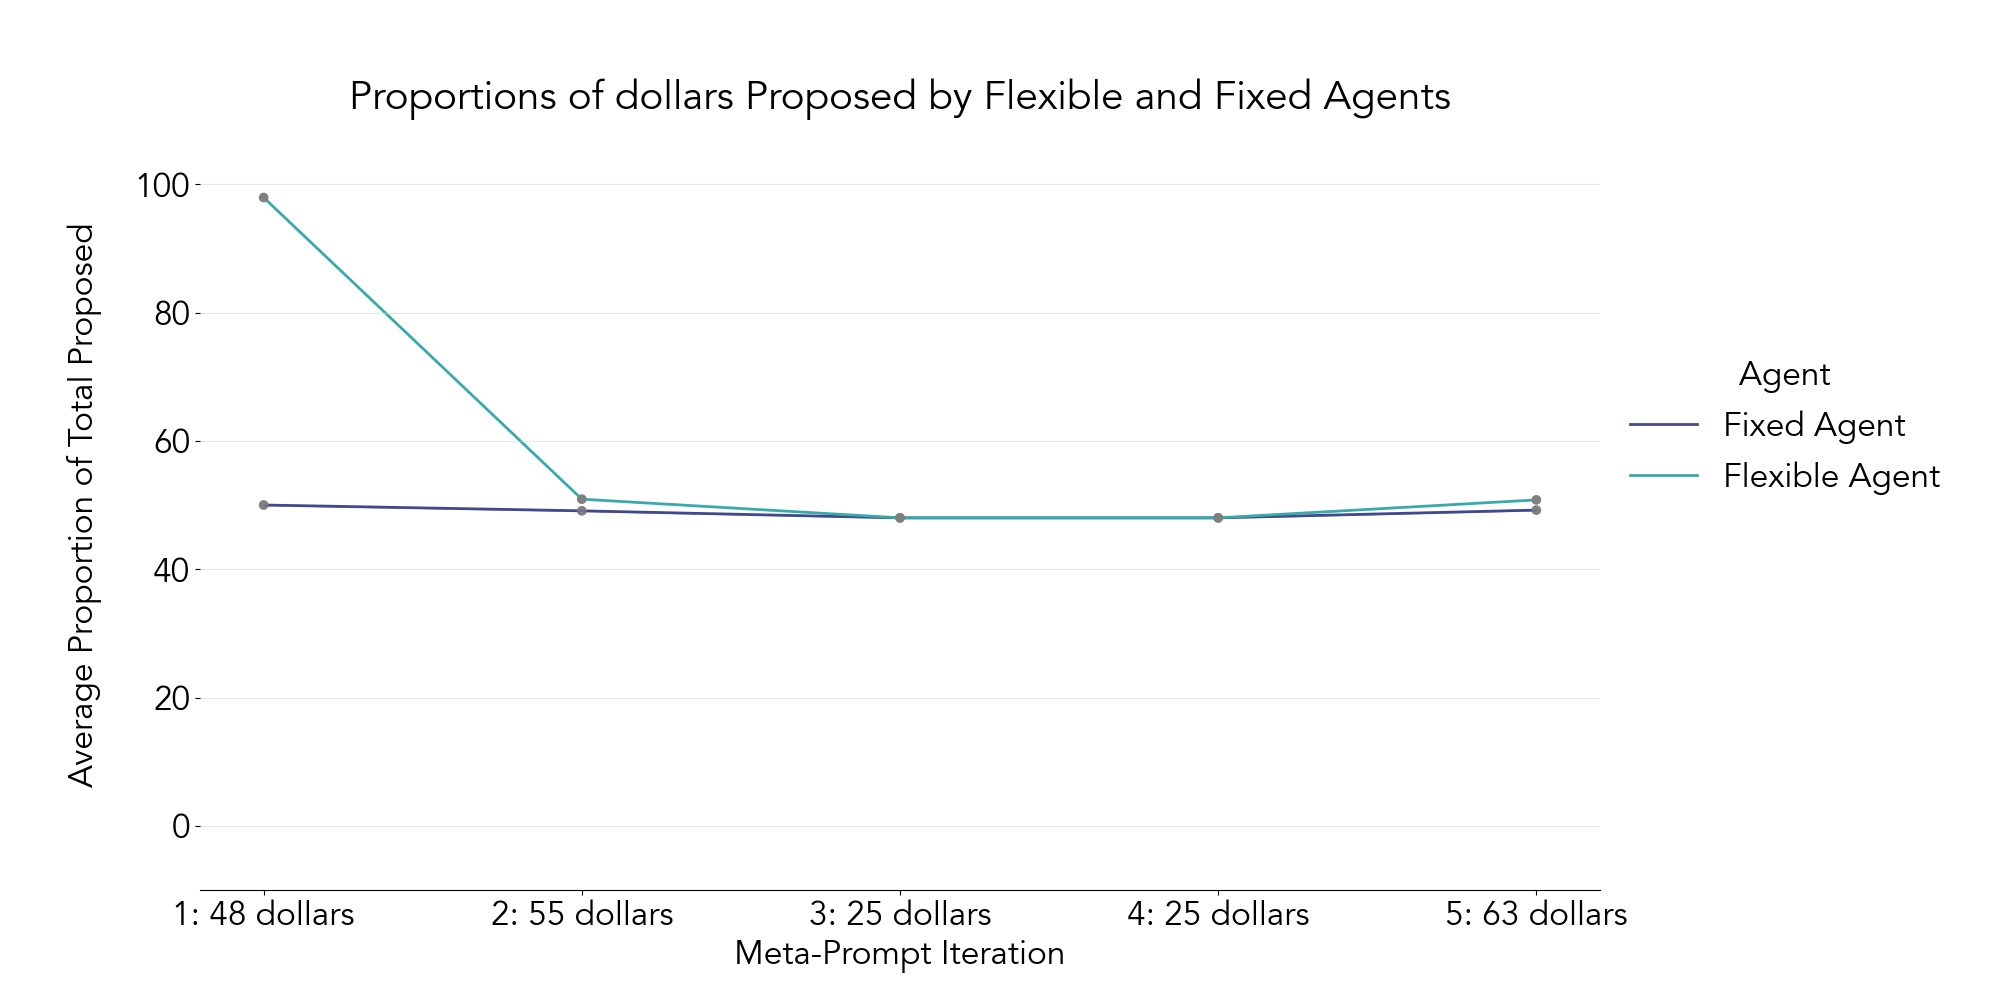 Proportions of dollars Proposed by Flexible and Fixed Agents
Average Proportion of Total Proposed
100
80
60
40
20
0
1: 48 dollars
2: 55 dollars
3: 25 dollars
4: 25 dollars
5: 63 dollars
Meta-Prompt Iteration
Agent
Fixed Agent
Flexible Agent